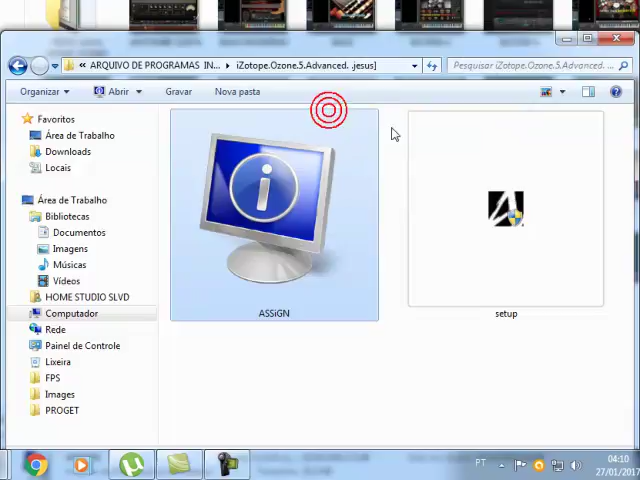 ARQUIVO DE PROGRAMAS IN... iZotope.Ozone.5.Advanced. .jesus]
Pesquisar iZotope.Ozone.5.Advanced. ...
Organizar Abrir Gravar Nova pasta
Favoritos
Área de Trabalho
Downloads
Locais
Área de Trabalho
Bibliotecas
Documentos
Imagens
Músicas
Vídeos
HOME STUDIO SLVD
Computador
Rede
Painel de Controle
Lixeira
FPS
Images
PROGET
ASSiGN
setup
PT
04:10
27/01/2017